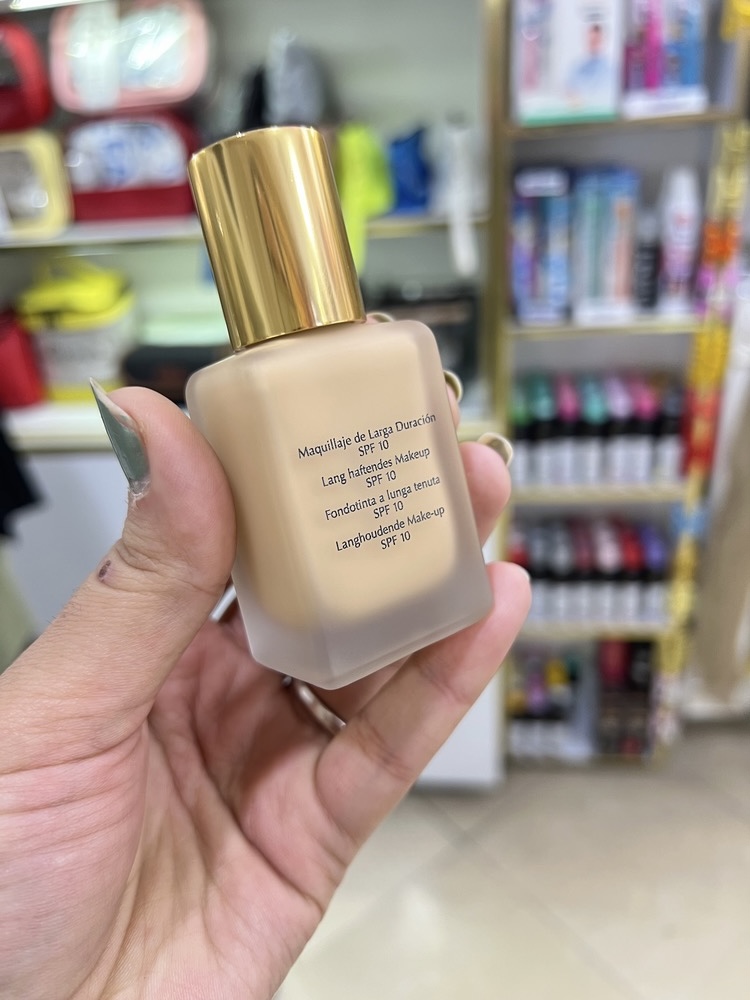 Maquillaje de Larga Duración
SPF 10
Lang haftendes Makeup
SPF 10
Fondotinta a lunga tenuta
SPF 10
Langhoudende Make-up
SPF 10